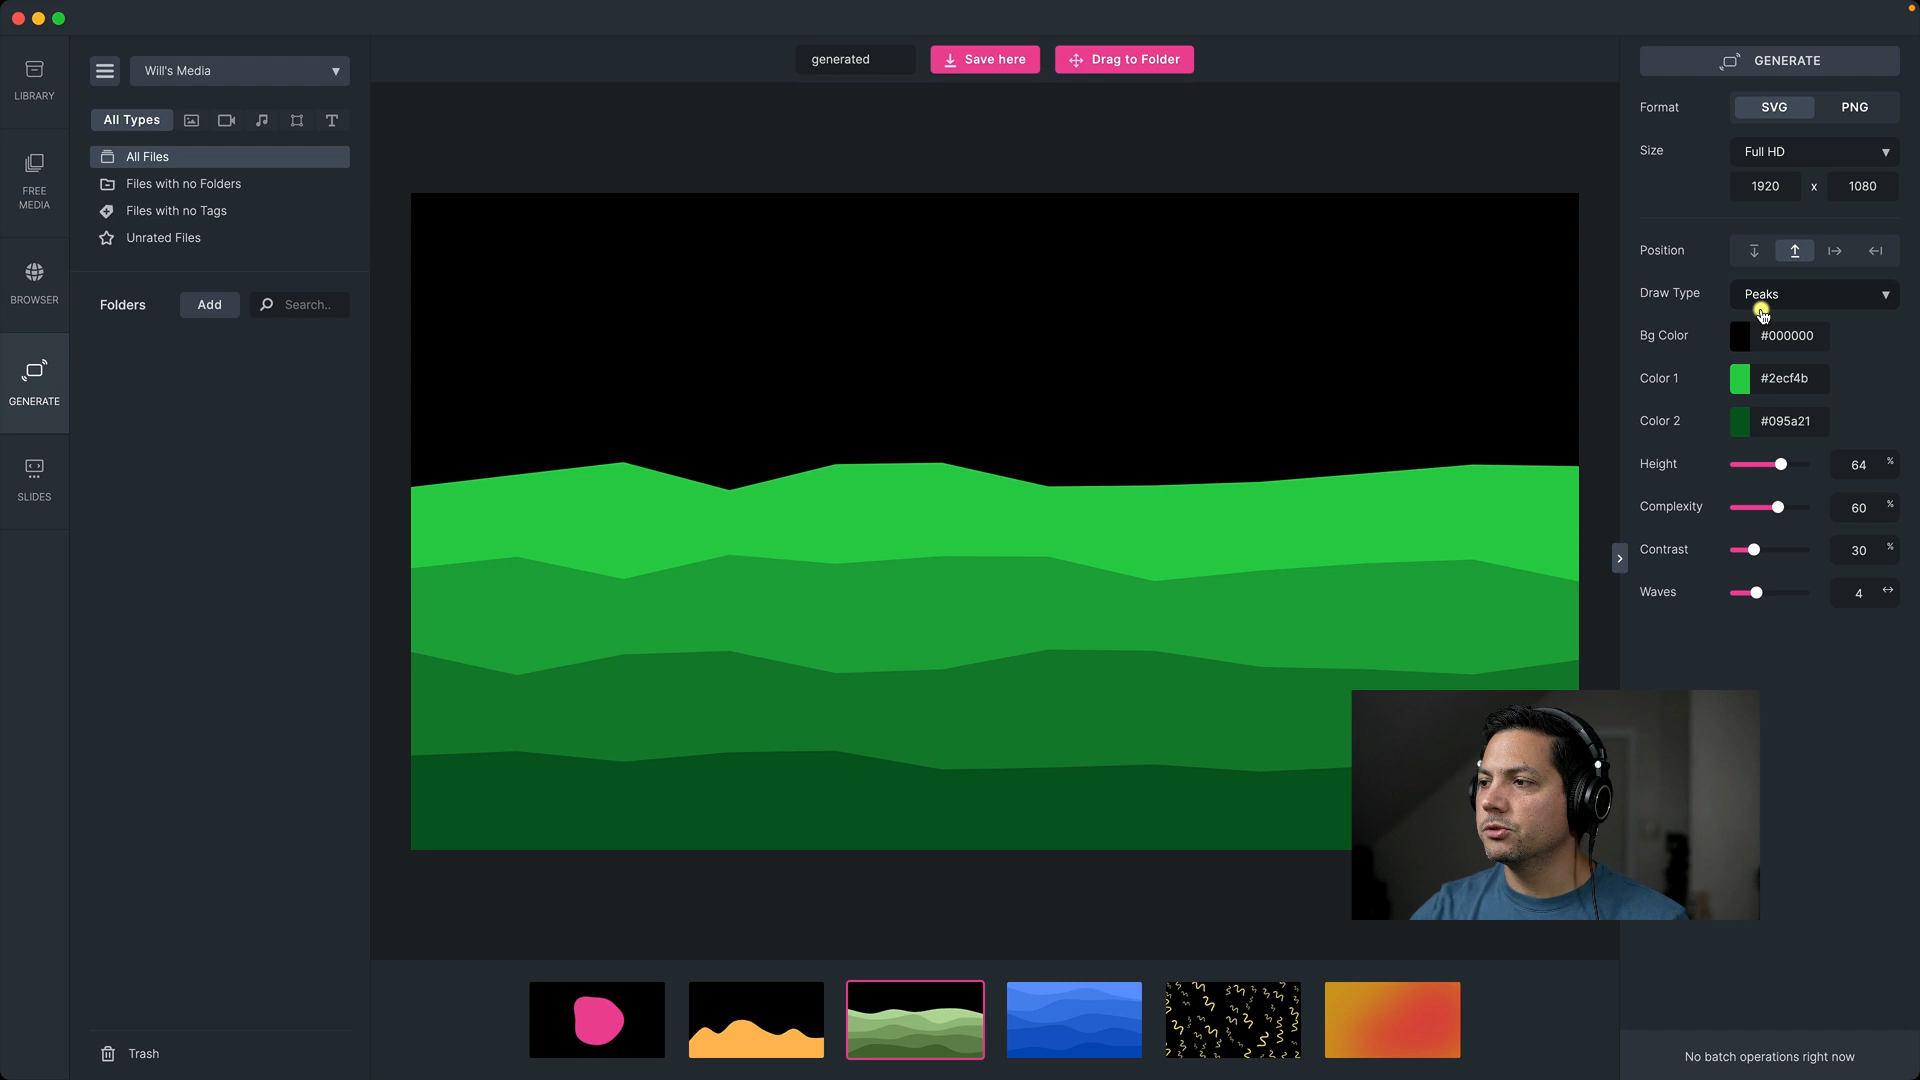 LIBRARY
FREE
MEDIA
BROWSER
GENERATE
SLIDES
Will's Media
All Types
All Files
Files with no Folders
Files with no Tags
Unrated Files
Folders
Add
Search..
Trash
generated
Save here
Drag to Folder
GENERATE
Format
SVG
PNG
Size
Full HD
1920 x 1080
Position
Draw Type
Peaks
Bg Color
#000000
Color 1
#2ecf4b
Color 2
#095a21
Height
64 %
Complexity
60 %
Contrast
30 %
Waves
4
No batch operations right now